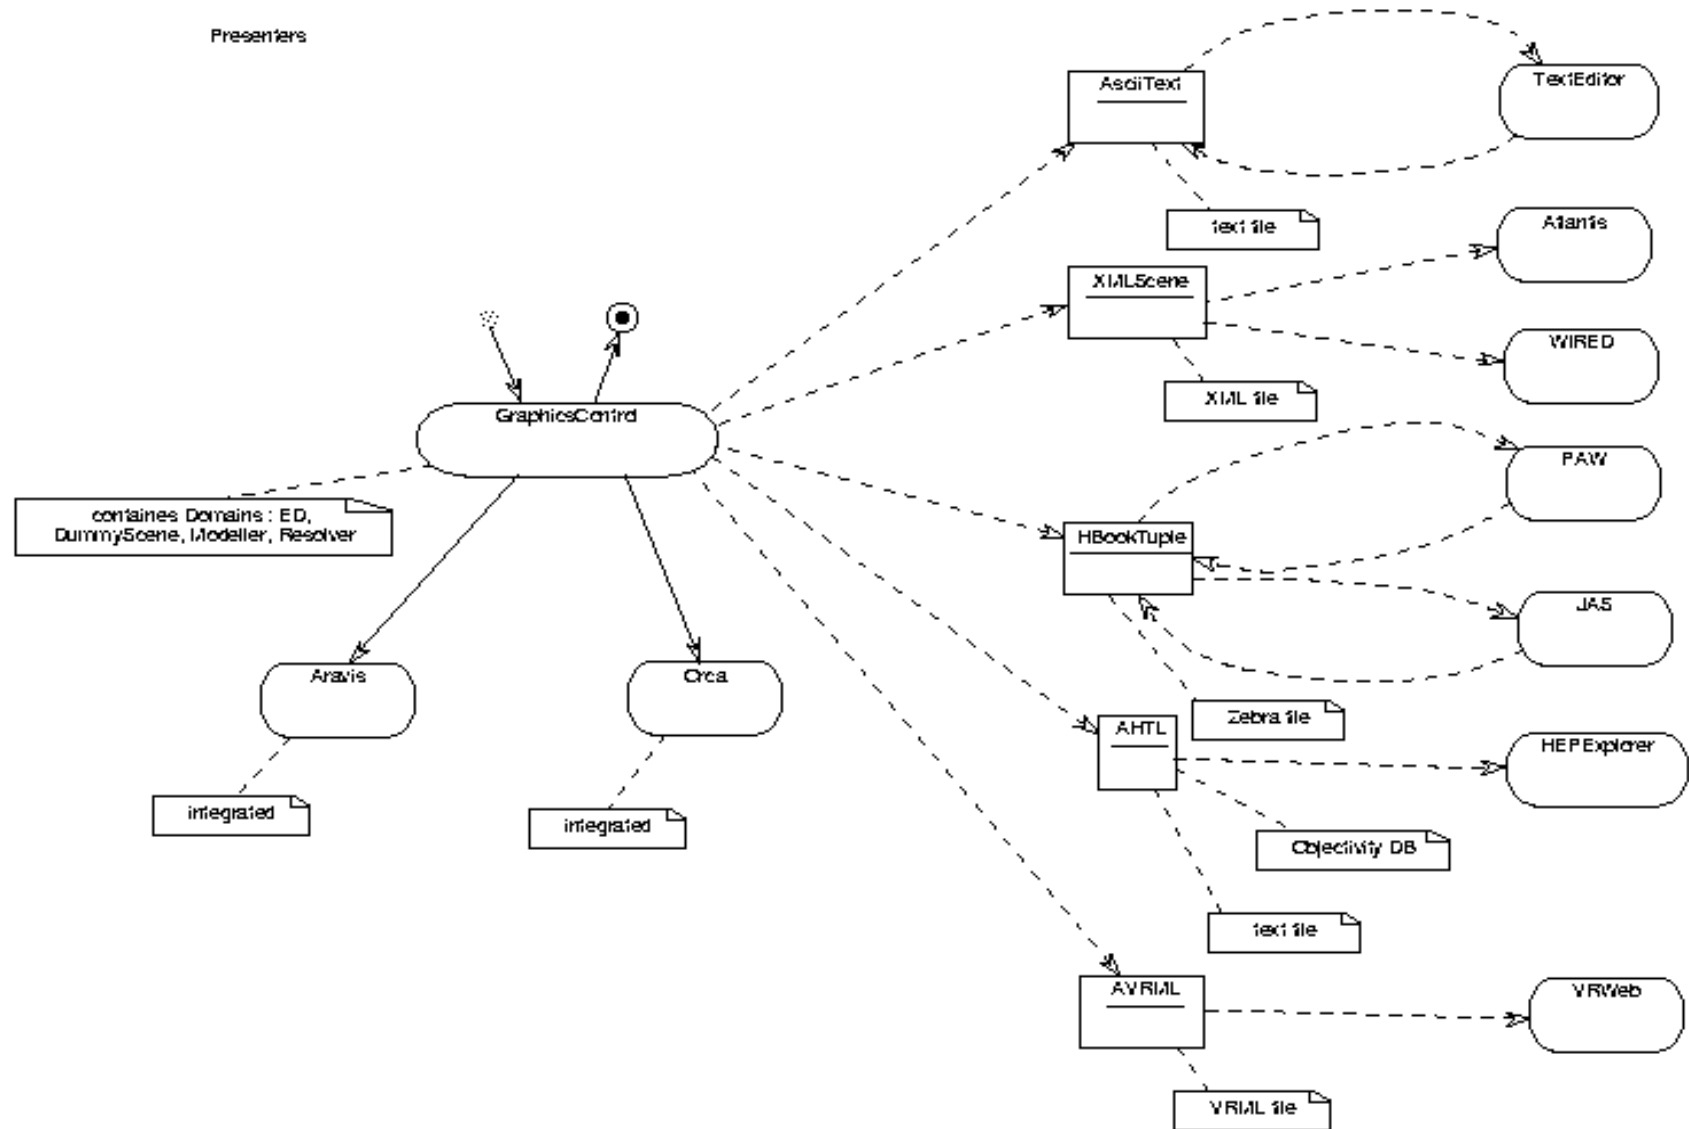 Presenters
AsciiText
TextEditor
text file
Atlantis
XMLScene
WIRED
XML file
GraphicsControl
PAW
containes Domains : ED,
DummyScene, Modeller, Resolver
HBookTuple
JAS
Aravis
Orca
Zebra file
AHTL
HEPExplorer
integrated
integrated
Objectivity DB
text file
AVRML
VRWeb
VRML file